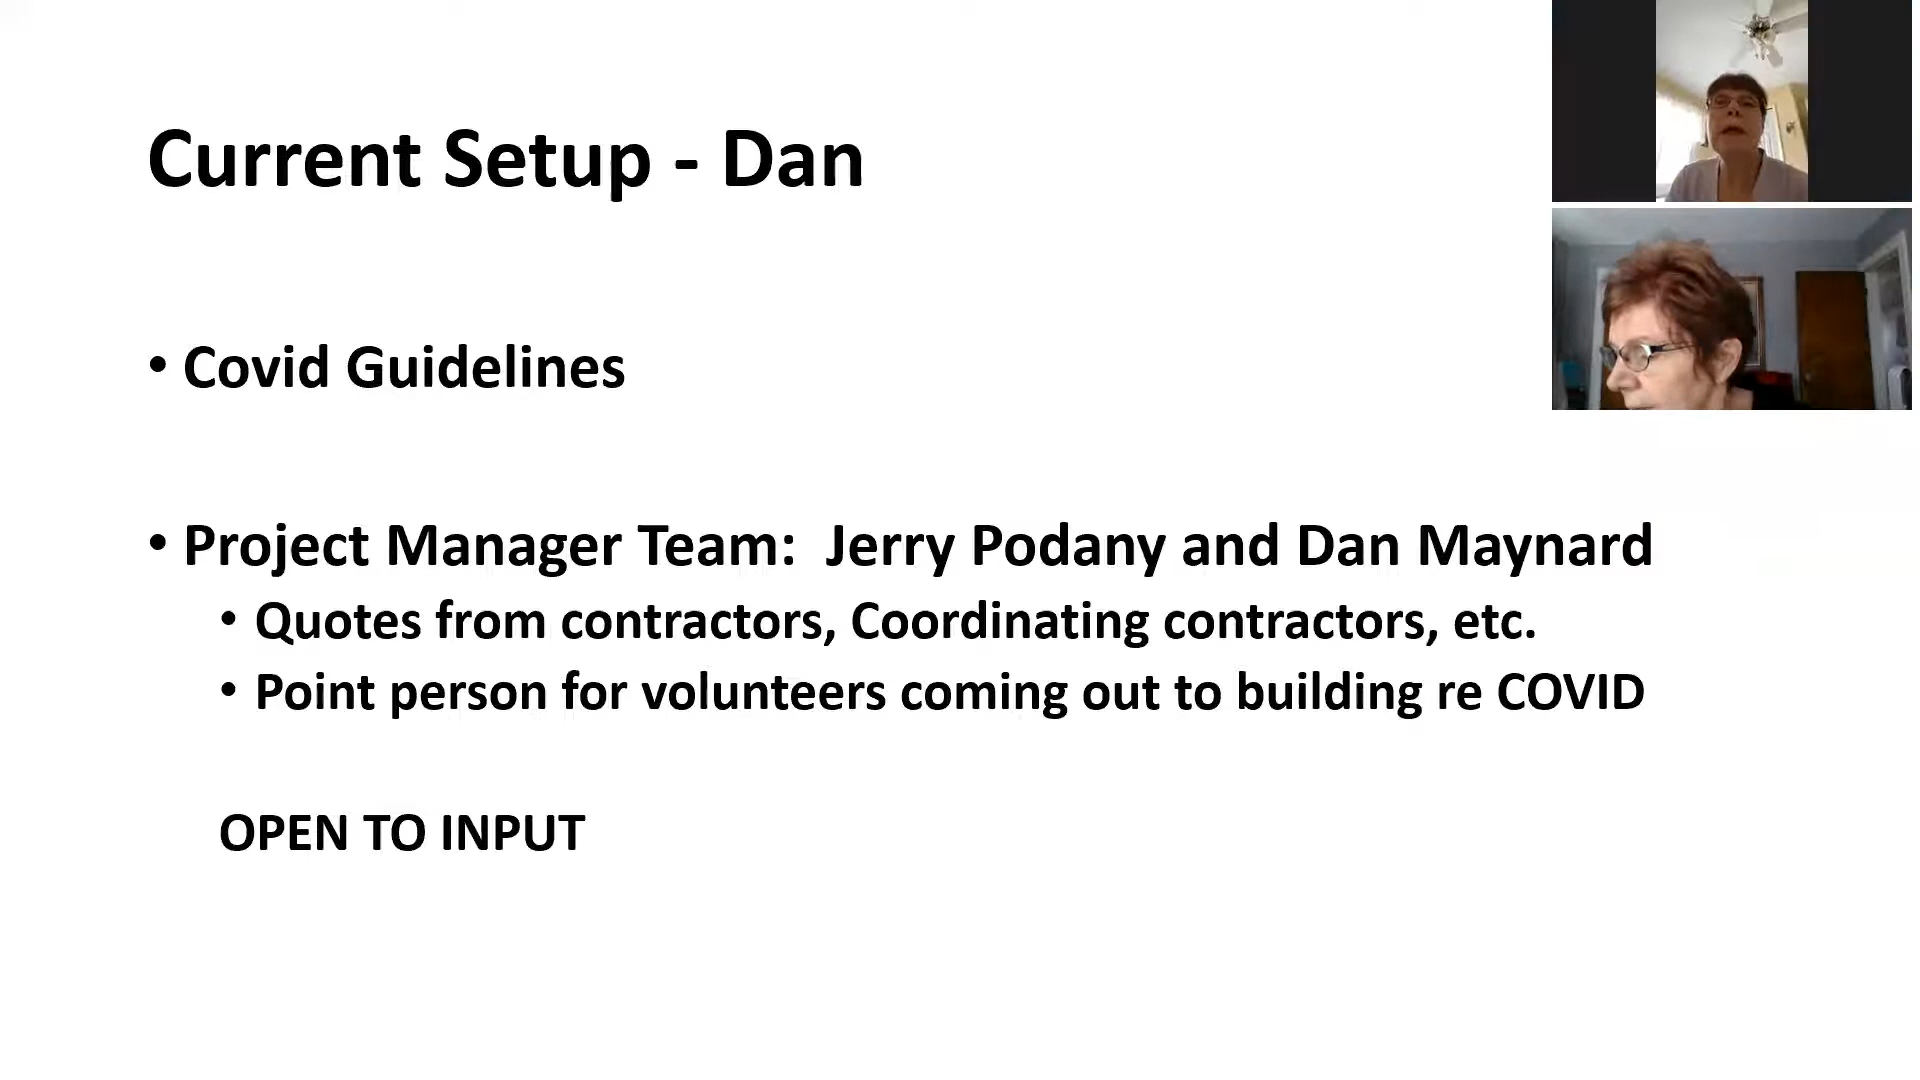 Current Setup - Dan
• Covid Guidelines
• Project Manager Team:  Jerry Podany and Dan Maynard
• Quotes from contractors, Coordinating contractors, etc.
• Point person for volunteers coming out to building re COVID
OPEN TO INPUT